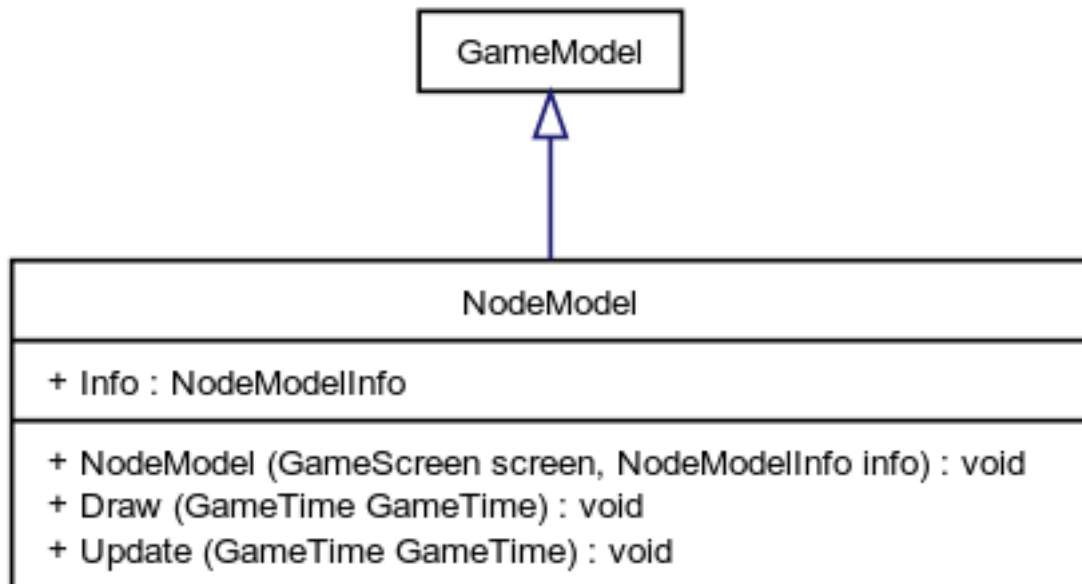 GameModel
NodeModel
+ Info : NodeModelInfo
+ NodeModel (GameScreen screen, NodeModelInfo info) : void
+ Draw (GameTime GameTime) : void
+ Update (GameTime GameTime) : void